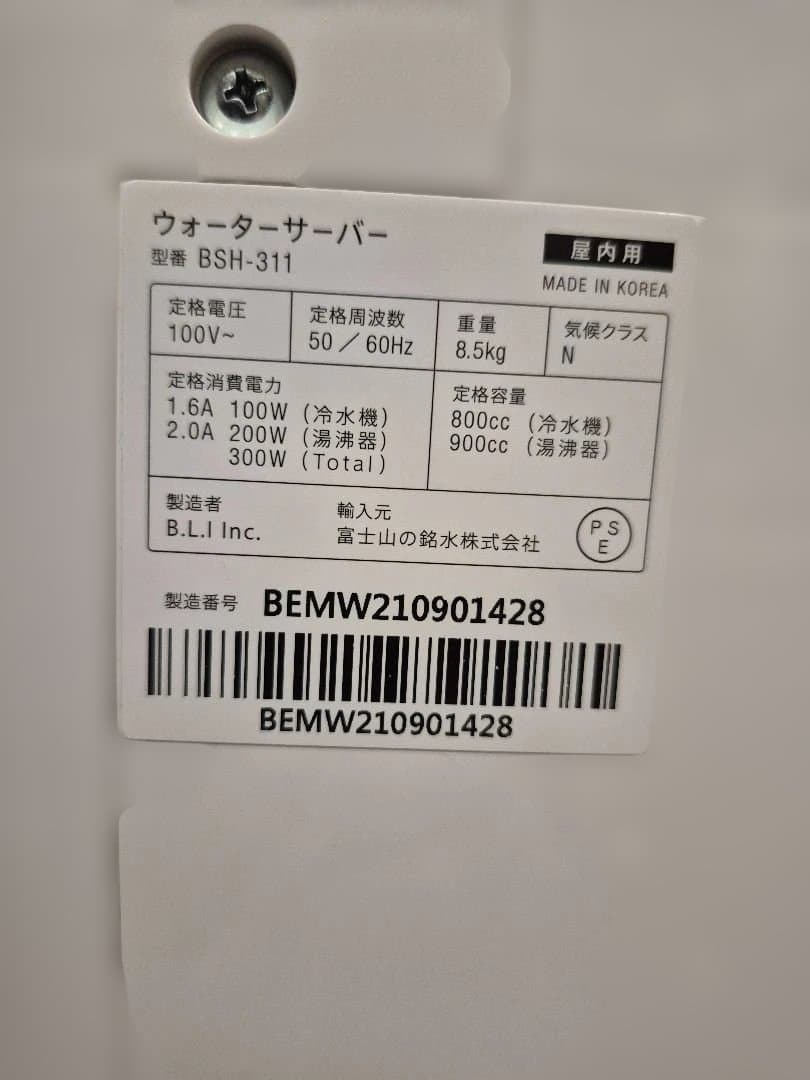 ウォーターサーバー
型番 BSH-311
屋内用
MADE IN KOREA
定格電圧
100V~
定格周波数
50／60Hz
重量
8.5kg
気候クラス
N
定格消費電力
1.6A 100W (冷水機)
2.0A 200W (湯沸器)
300W (Total)
定格容量
800cc (冷水機)
900cc (湯沸器)
製造者
B.L.I Inc.
輸入元
富士山の銘水株式会社
PS
E
製造番号 BEMW210901428
BEMW210901428